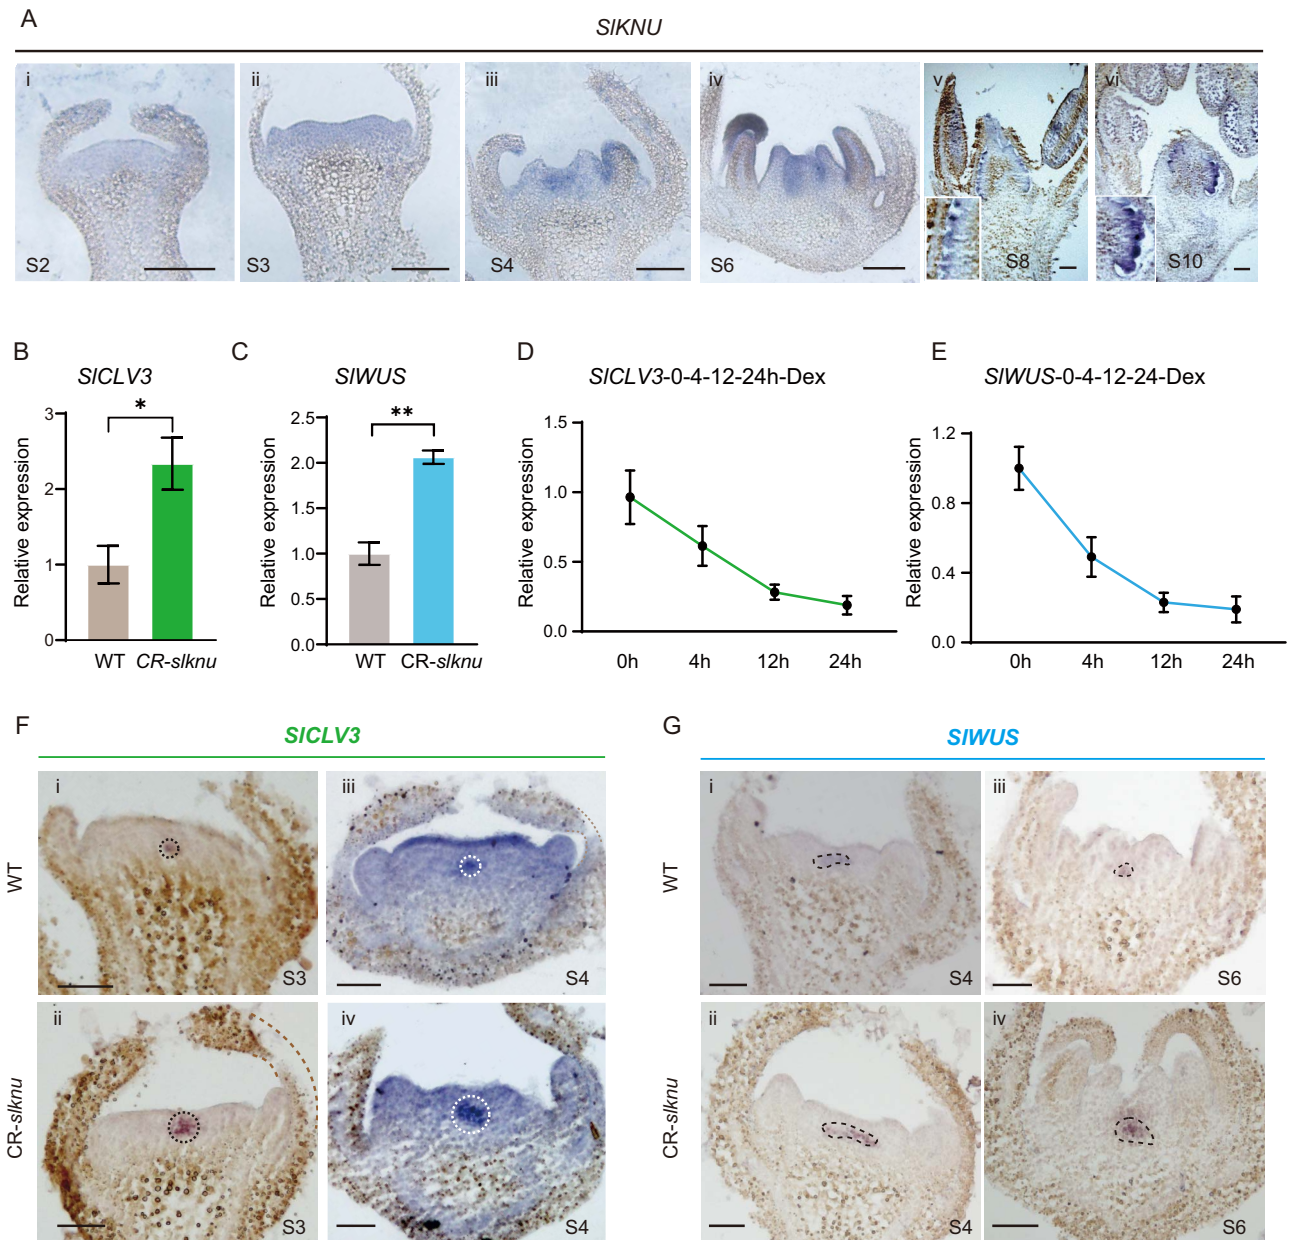 A
SlKNU
i
ii
iii
iv
v
vi
S2
S3
S4
S6
S8
S10
B
SlCLV3
*
Relative expression
3
2
1
0
WT
CR-slknu
C
SlWUS
**
Relative expression
2.5
2.0
1.5
1.0
0.5
0.0
WT
CR-slknu
D
SlCLV3-0-4-12-24h-Dex
Relative expression
1.5
1.0
0.5
0.0
0h
4h
12h
24h
E
SlWUS-0-4-12-24-Dex
Relative expression
1.2
0.8
0.4
0.0
0h
4h
12h
24h
F
SlCLV3
WT
i
S3
iii
S4
CR-slknu
ii
S3
iv
S4
G
SlWUS
WT
i
S4
iii
S6
CR-slknu
ii
S4
iv
S6